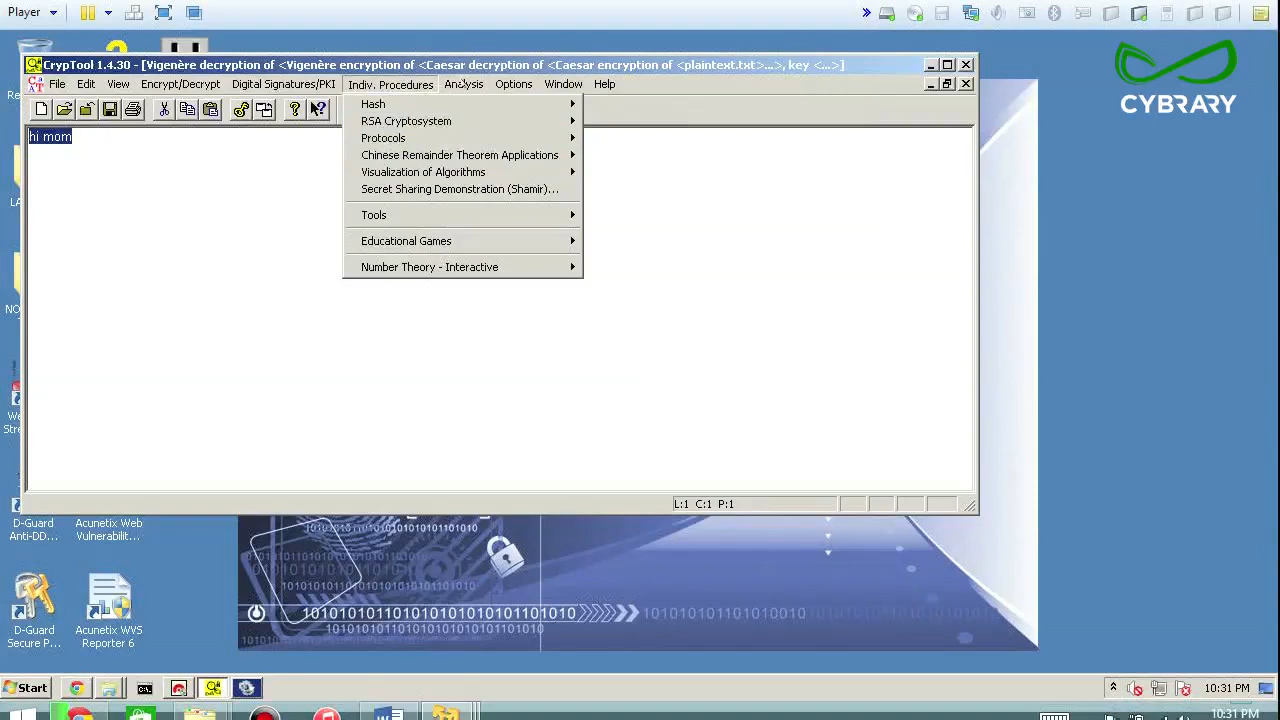 Player
CrypTool 1.4.30 - [Vigenère decryption of <Vigenère encryption of <Caesar decryption of <Caesar encryption of <plaintext.txt>...>, key <...>]
File Edit View Encrypt/Decrypt Digital Signatures/PKI Indiv. Procedures Analysis Options Window Help
hi mom
Hash
RSA Cryptosystem
Protocols
Chinese Remainder Theorem Applications
Visualization of Algorithms
Secret Sharing Demonstration (Shamir)...
Tools
Educational Games
Number Theory - Interactive
L:1 C:1 P:1
CYBRARY
D-Guard
Anti-DD...
Acunetix Web
Vulnerabilit...
D-Guard
Secure P...
Acunetix WVS
Reporter 6
Start
10:31 PM
10:31 PM